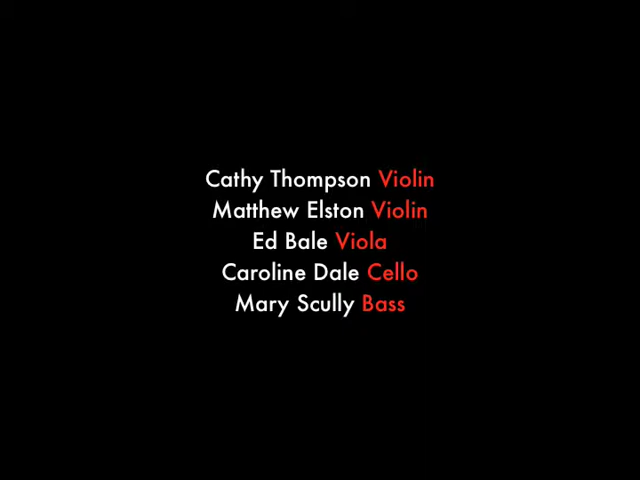 Cathy Thompson Violin
Matthew Elston Violin
Ed Bale Viola
Caroline Dale Cello
Mary Scully Bass